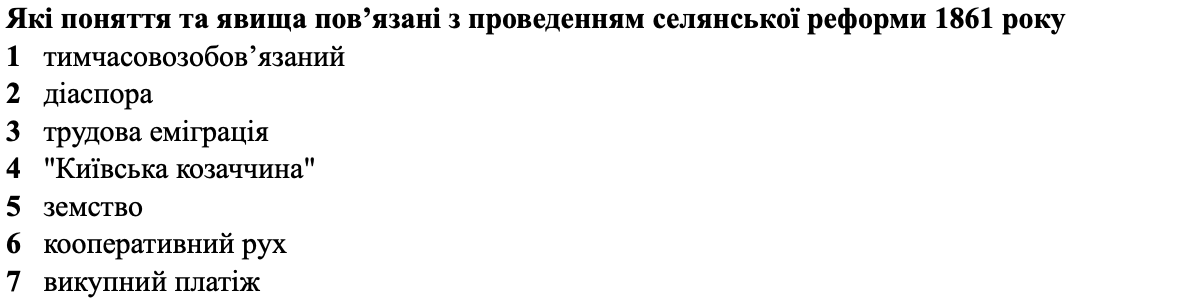 Які поняття та явища пов’язані з проведенням селянської реформи 1861 року
1 тимчасовозобов’язаний
2 діаспора
3 трудова еміграція
4 "Київська козаччина"
5 земство
6 кооперативний рух
7 викупний платіж